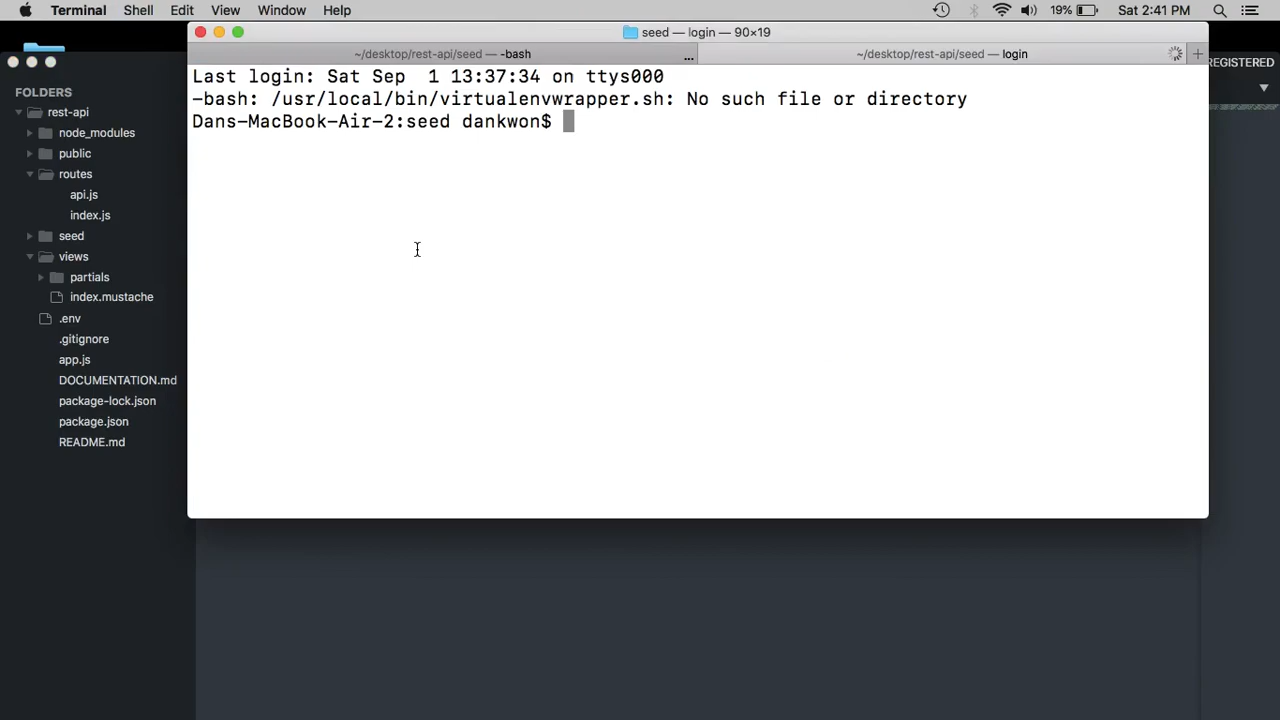 Terminal Shell Edit View Window Help 19% Sat 2:41 PM
seed — login — 90×19
~/desktop/rest-api/seed — -bash ... ~/desktop/rest-api/seed — login +
REGISTERED
Last login: Sat Sep  1 13:37:34 on ttys000
-bash: /usr/local/bin/virtualenvwrapper.sh: No such file or directory
Dans-MacBook-Air-2:seed dankwon$
FOLDERS
rest-api
node_modules
public
routes
api.js
index.js
seed
views
partials
index.mustache
.env
.gitignore
app.js
DOCUMENTATION.md
package-lock.json
package.json
README.md